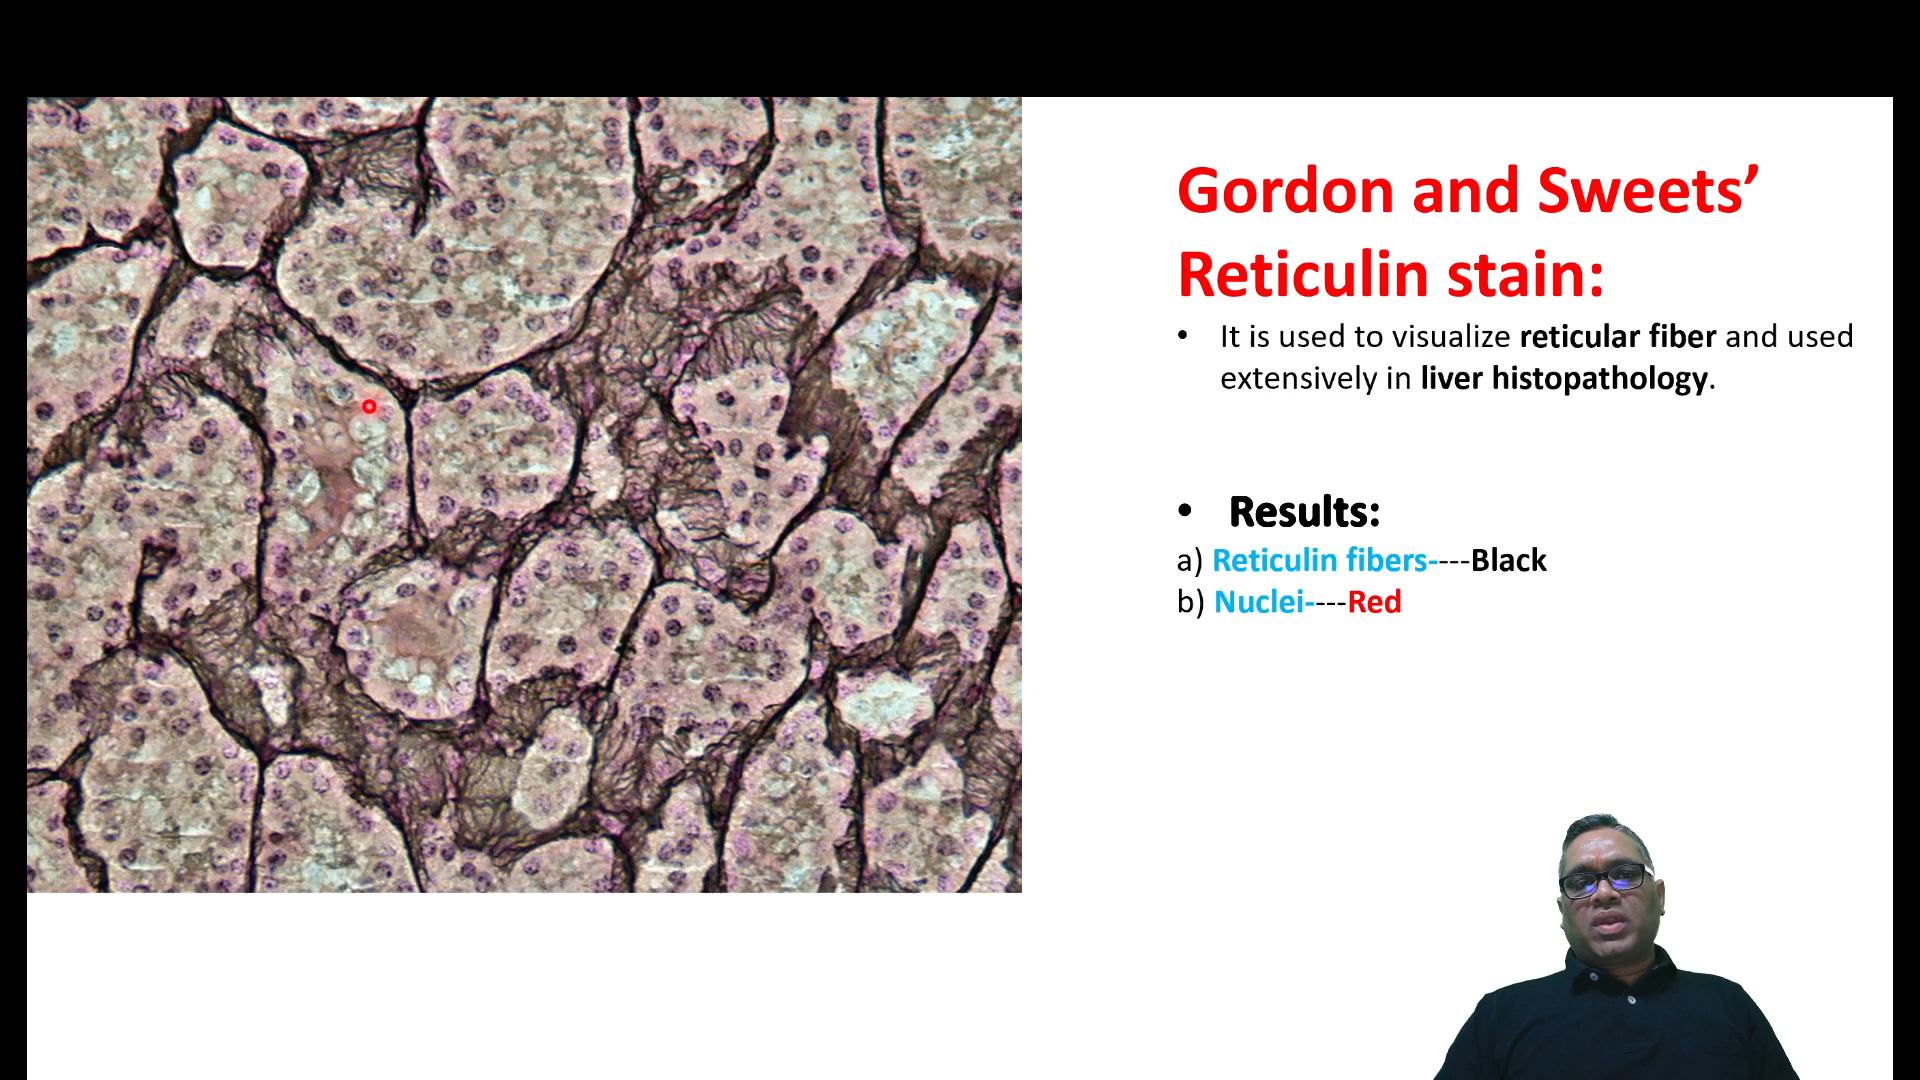 Gordon and Sweets’
Reticulin stain:
• It is used to visualize reticular fiber and used
extensively in liver histopathology.
• Results:
a) Reticulin fibers----Black
b) Nuclei----Red